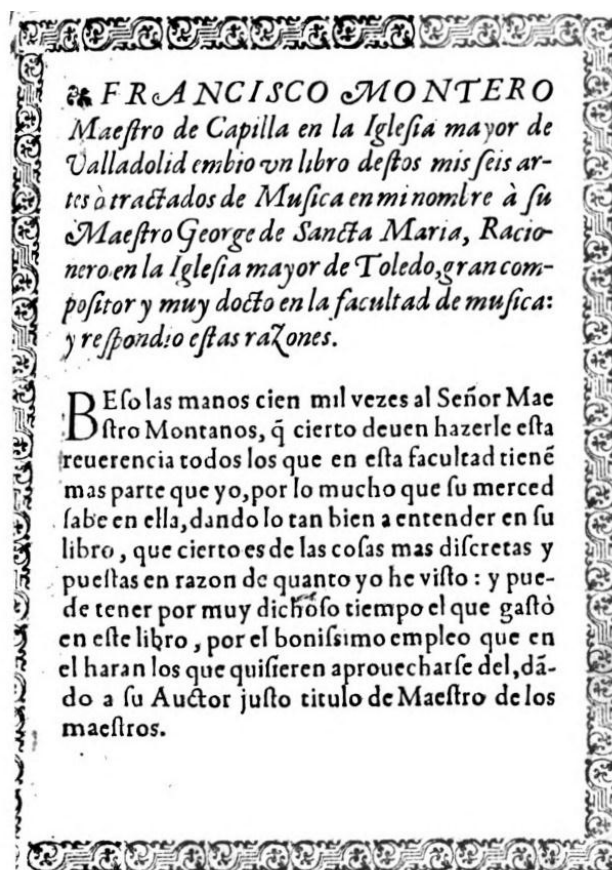 ❧ FRANCISCO MONTERO
Maeſtro de Capilla en la Igleſia mayor de
Valladolid embio vn libro deſtos mis ſeis ar-
tes ò tractados de Muſica en mi nombre à ſu
Maeſtro George de Sancta Maria, Racio-
nero en la Igleſia mayor de Toledo, gran com-
poſitor y muy docto en la facultad de muſica:
y reſpondio eſtas razones.
BEſo las manos cien mil vezes al Señor Mae
ſtro Montanos, q̃ cierto deuen hazerle eſta
reuerencia todos los que en eſta facultad tienẽ
mas parte que yo, por lo mucho que ſu merced
ſabe en ella, dando lo tan bien a entender en ſu
libro, que cierto es de las coſas mas diſcretas y
pueſtas en razon de quanto yo he viſto: y pue-
de tener por muy dichoſo tiempo el que gaſtò
en eſte libro, por el boniſsimo empleo que en
el haran los que quiſieren aprouecharſe del, dã-
do a ſu Auctor juſto titulo de Maeſtro de los
maeſtros.